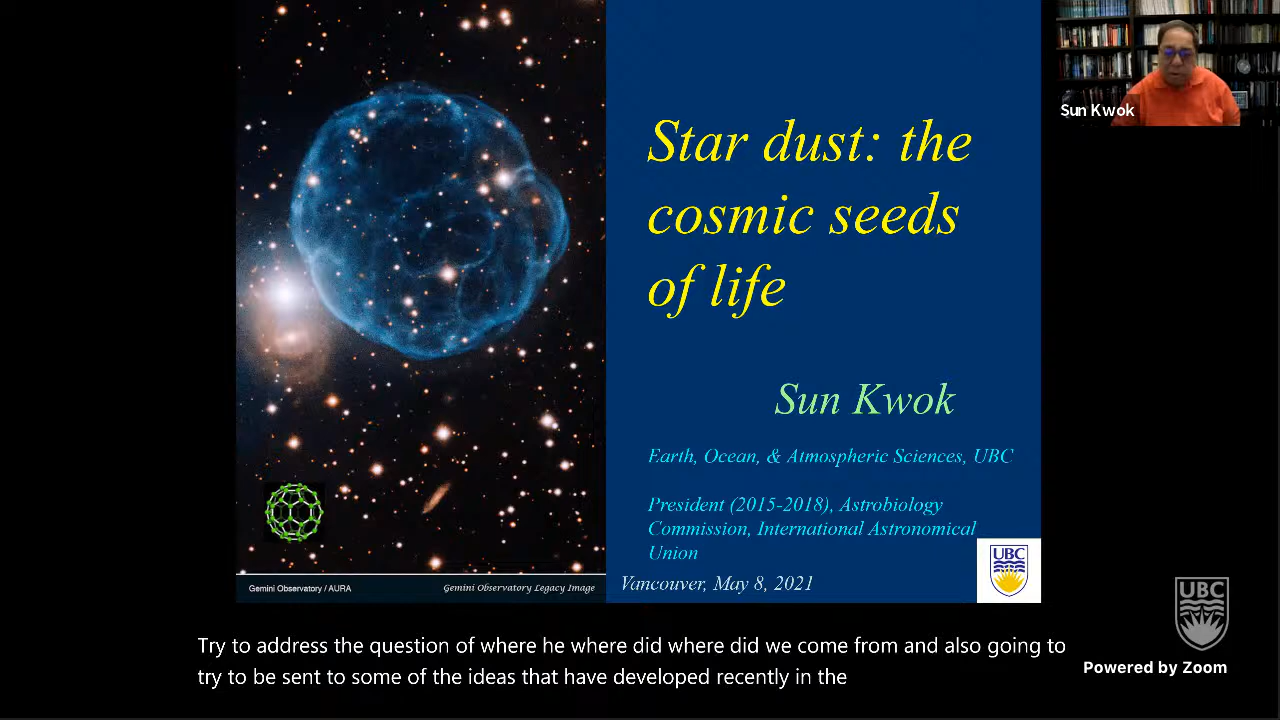 Star dust: the
cosmic seeds
of life
Sun Kwok
Earth, Ocean, & Atmospheric Sciences, UBC
President (2015-2018), Astrobiology
Commission, International Astronomical
Union
Vancouver, May 8, 2021
UBC
Gemini Observatory / AURA
Gemini Observatory Legacy Image
Sun Kwok
Try to address the question of where he where did where did we come from and also going to
try to be sent to some of the ideas that have developed recently in the
UBC
Powered by Zoom